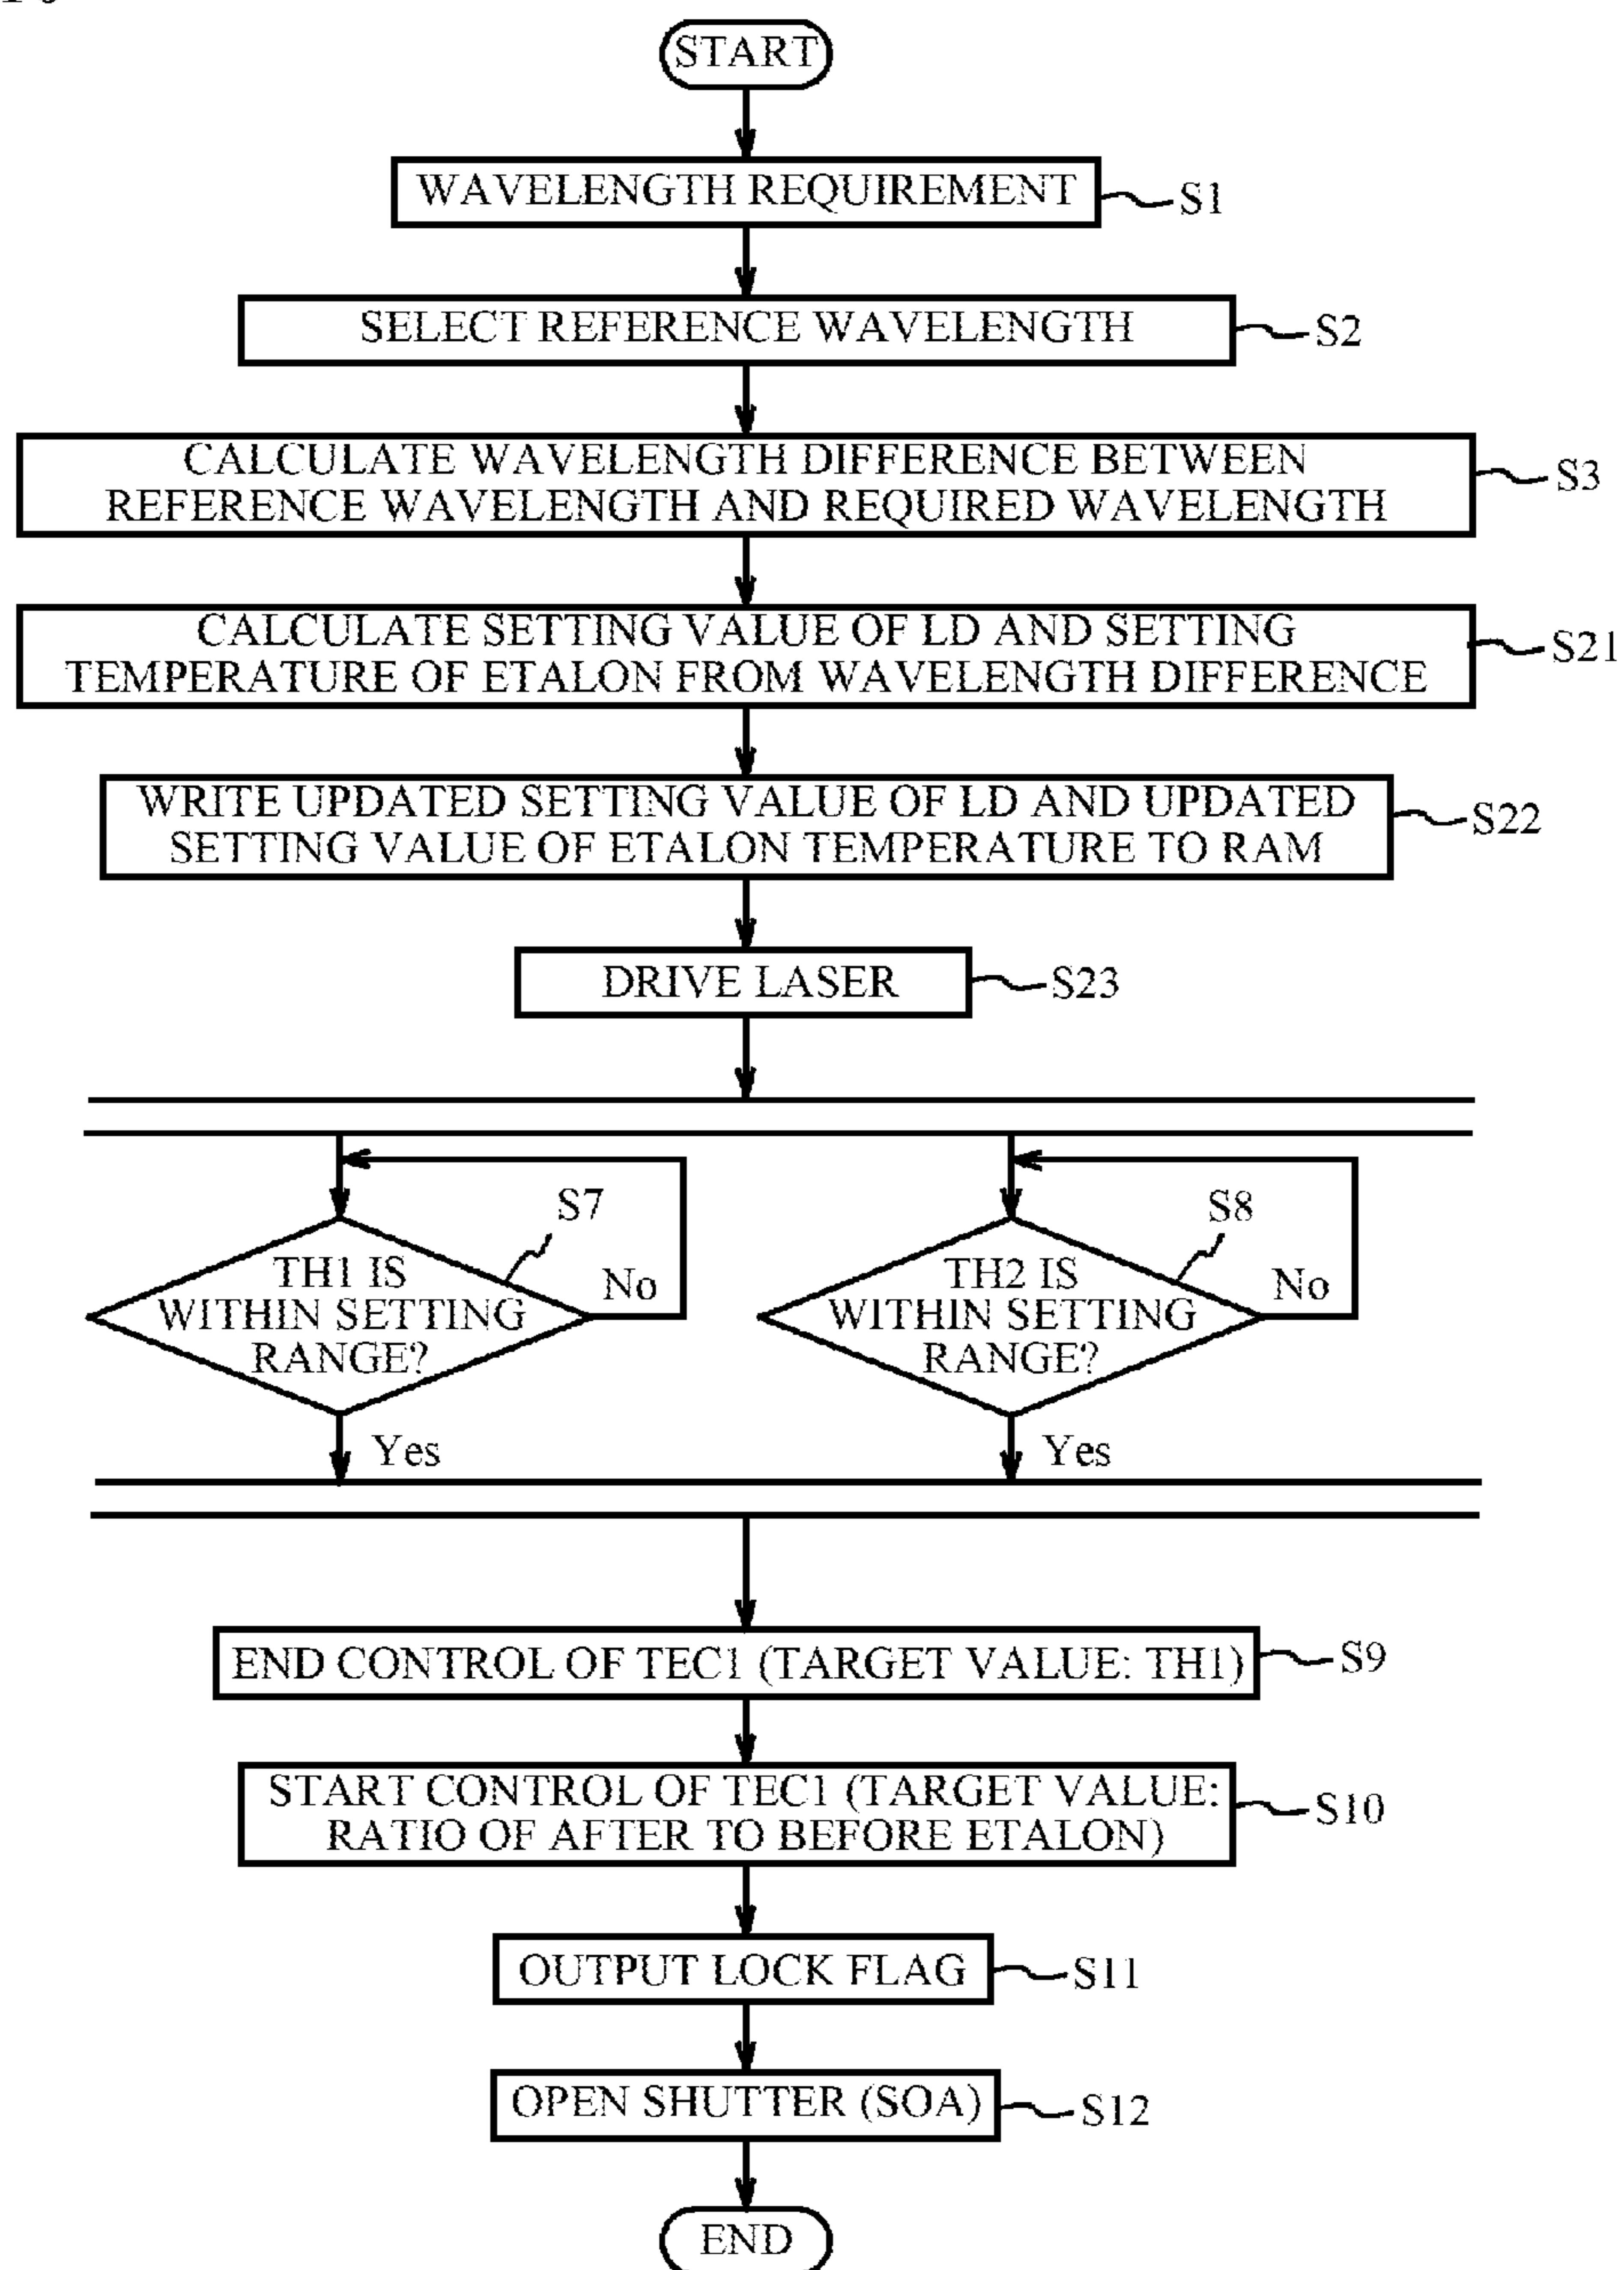 START
WAVELENGTH REQUIREMENT
S1
SELECT REFERENCE WAVELENGTH
S2
CALCULATE WAVELENGTH DIFFERENCE BETWEEN
REFERENCE WAVELENGTH AND REQUIRED WAVELENGTH
S3
CALCULATE SETTING VALUE OF LD AND SETTING
TEMPERATURE OF ETALON FROM WAVELENGTH DIFFERENCE
S21
WRITE UPDATED SETTING VALUE OF LD AND UPDATED
SETTING VALUE OF ETALON TEMPERATURE TO RAM
S22
DRIVE LASER
S23
S7
TH1 IS
WITHIN SETTING
RANGE?
No
Yes
S8
TH2 IS
WITHIN SETTING
RANGE?
No
Yes
END CONTROL OF TEC1 (TARGET VALUE: TH1)
S9
START CONTROL OF TEC1 (TARGET VALUE:
RATIO OF AFTER TO BEFORE ETALON)
S10
OUTPUT LOCK FLAG
S11
OPEN SHUTTER (SOA)
S12
END